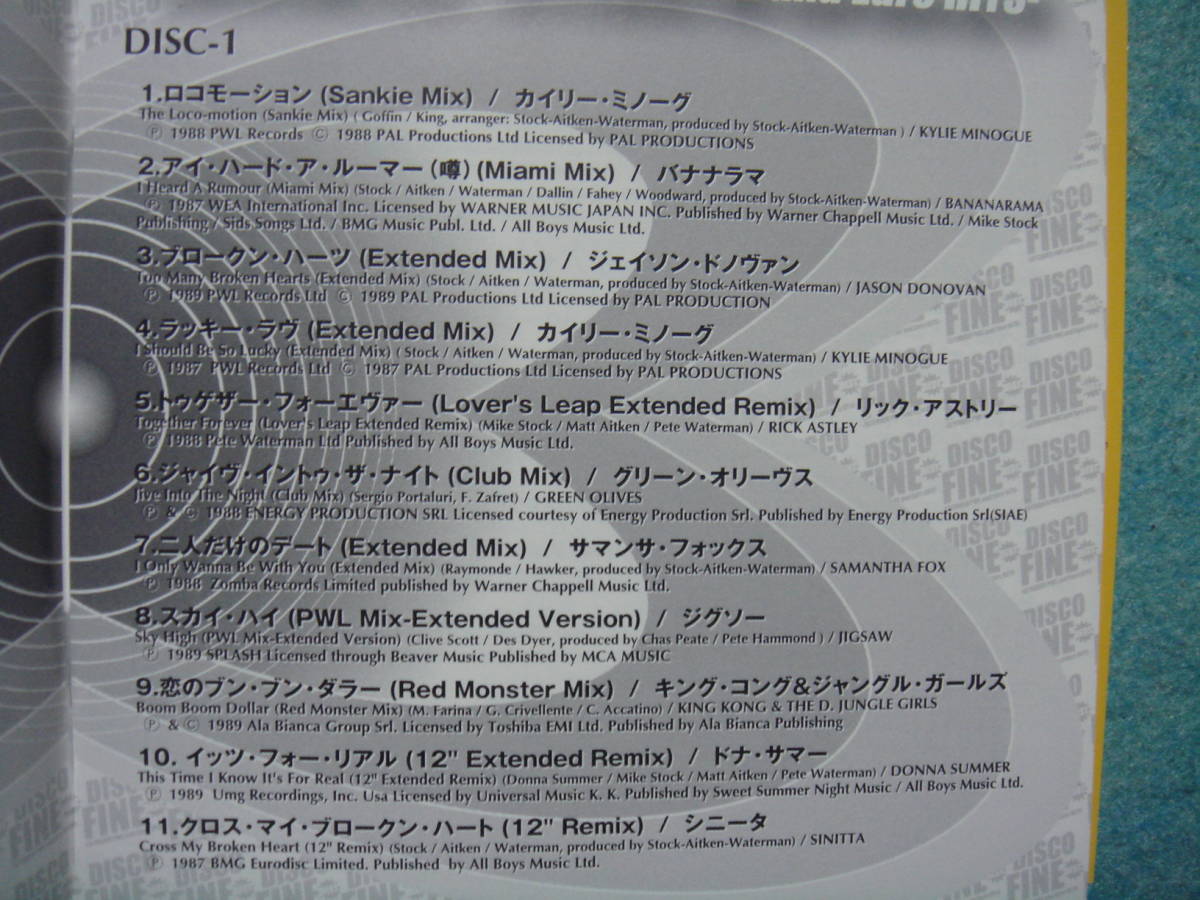 Euro HITS-
DISC-1
1.ロコモーション (Sankie Mix) / カイリー・ミノーグ
The Loco-motion (Sankie Mix) ( Goffin / King, arranger: Stock-Aitken-Waterman, produced by Stock-Aitken-Waterman ) / KYLIE MINOGUE
Ⓟ 1988 PWL Records Ⓒ 1988 PAL Productions Ltd Licensed by PAL PRODUCTIONS
2.アイ・ハード・ア・ルーマー (噂) (Miami Mix) / バナナラマ
I Heard A Rumour (Miami Mix) (Stock / Aitken / Waterman / Dallin / Fahey / Woodward, produced by Stock-Aitken-Waterman) / BANANARAMA
Ⓟ 1987 WEA International Inc. Licensed by WARNER MUSIC JAPAN INC. Published by Warner Chappell Music Ltd. / Mike Stock
Publishing / Sids Songs Ltd. / BMG Music Publ. Ltd. / All Boys Music Ltd.
3.ブロークン・ハーツ (Extended Mix) / ジェイソン・ドノヴァン
Too Many Broken Hearts (Extended Mix) (Stock / Aitken / Waterman, produced by Stock-Aitken-Waterman) / JASON DONOVAN
Ⓟ 1989 PWL Records Ltd Ⓒ 1989 PAL Productions Ltd Licensed by PAL PRODUCTION
4.ラッキー・ラヴ (Extended Mix) / カイリー・ミノーグ
I Should Be So Lucky (Extended Mix) ( Stock / Aitken / Waterman, produced by Stock-Aitken-Waterman) / KYLIE MINOGUE
Ⓟ 1987 PWL Records Ltd Ⓒ 1987 PAL Productions Ltd Licensed by PAL PRODUCTIONS
5.トゥゲザー・フォーエヴァー (Lover's Leap Extended Remix) / リック・アストリー
Together Forever (Lover's Leap Extended Remix) (Mike Stock / Matt Aitken / Pete Waterman) / RICK ASTLEY
Ⓟ 1988 Pete Waterman Ltd Published by All Boys Music Ltd.
6.ジャイヴ・イントゥ・ザ・ナイト (Club Mix) / グリーン・オリーヴス
Jive Into The Night (Club Mix) (Sergio Portaluri, F. Zafret) / GREEN OLIVES
Ⓟ & Ⓒ 1988 ENERGY PRODUCTION SRL Licensed courtesy of Energy Production Srl. Published by Energy Production Srl(SIAE)
7.二人だけのデート (Extended Mix) / サマンサ・フォックス
I Only Wanna Be With You (Extended Mix) (Raymonde / Hawker, produced by Stock-Aitken-Waterman) / SAMANTHA FOX
Ⓟ 1988 Zomba Records Limited published by Warner Chappell Music Ltd.
8.スカイ・ハイ (PWL Mix-Extended Version) / ジグソー
Sky High (PWL Mix-Extended Version) (Clive Scott / Des Dyer, produced by Chas Peate / Pete Hammond ) / JIGSAW
Ⓟ 1989 SPLASH Licensed through Beaver Music Published by MCA MUSIC
9.恋のブン・ブン・ダラー (Red Monster Mix) / キング・コング&ジャングル・ガールズ
Boom Boom Dollar (Red Monster Mix) (M. Farina / G. Crivellente / C. Accatino) / KING KONG & THE D. JUNGLE GIRLS
Ⓟ & Ⓒ 1989 Ala Bianca Group Srl. Licensed by Toshiba EMI Ltd. Published by Ala Bianca Publishing
10. イッツ・フォー・リアル (12" Extended Remix) / ドナ・サマー
This Time I Know It's For Real (12" Extended Remix) (Donna Summer / Mike Stock / Matt Aitken / Pete Waterman) / DONNA SUMMER
Ⓟ 1989 Umg Recordings, Inc. Usa Licensed by Universal Music K. K. Published by Sweet Summer Night Music / All Boys Music Ltd.
11.クロス・マイ・ブロークン・ハート (12" Remix) / シニータ
Cross My Broken Heart (12" Remix) (Stock / Aitken / Waterman, produced by Stock-Aitken-Waterman) / SINITTA
Ⓟ 1987 BMG Eurodisc Limited. Published by All Boys Music Ltd.
DISCO
FINE